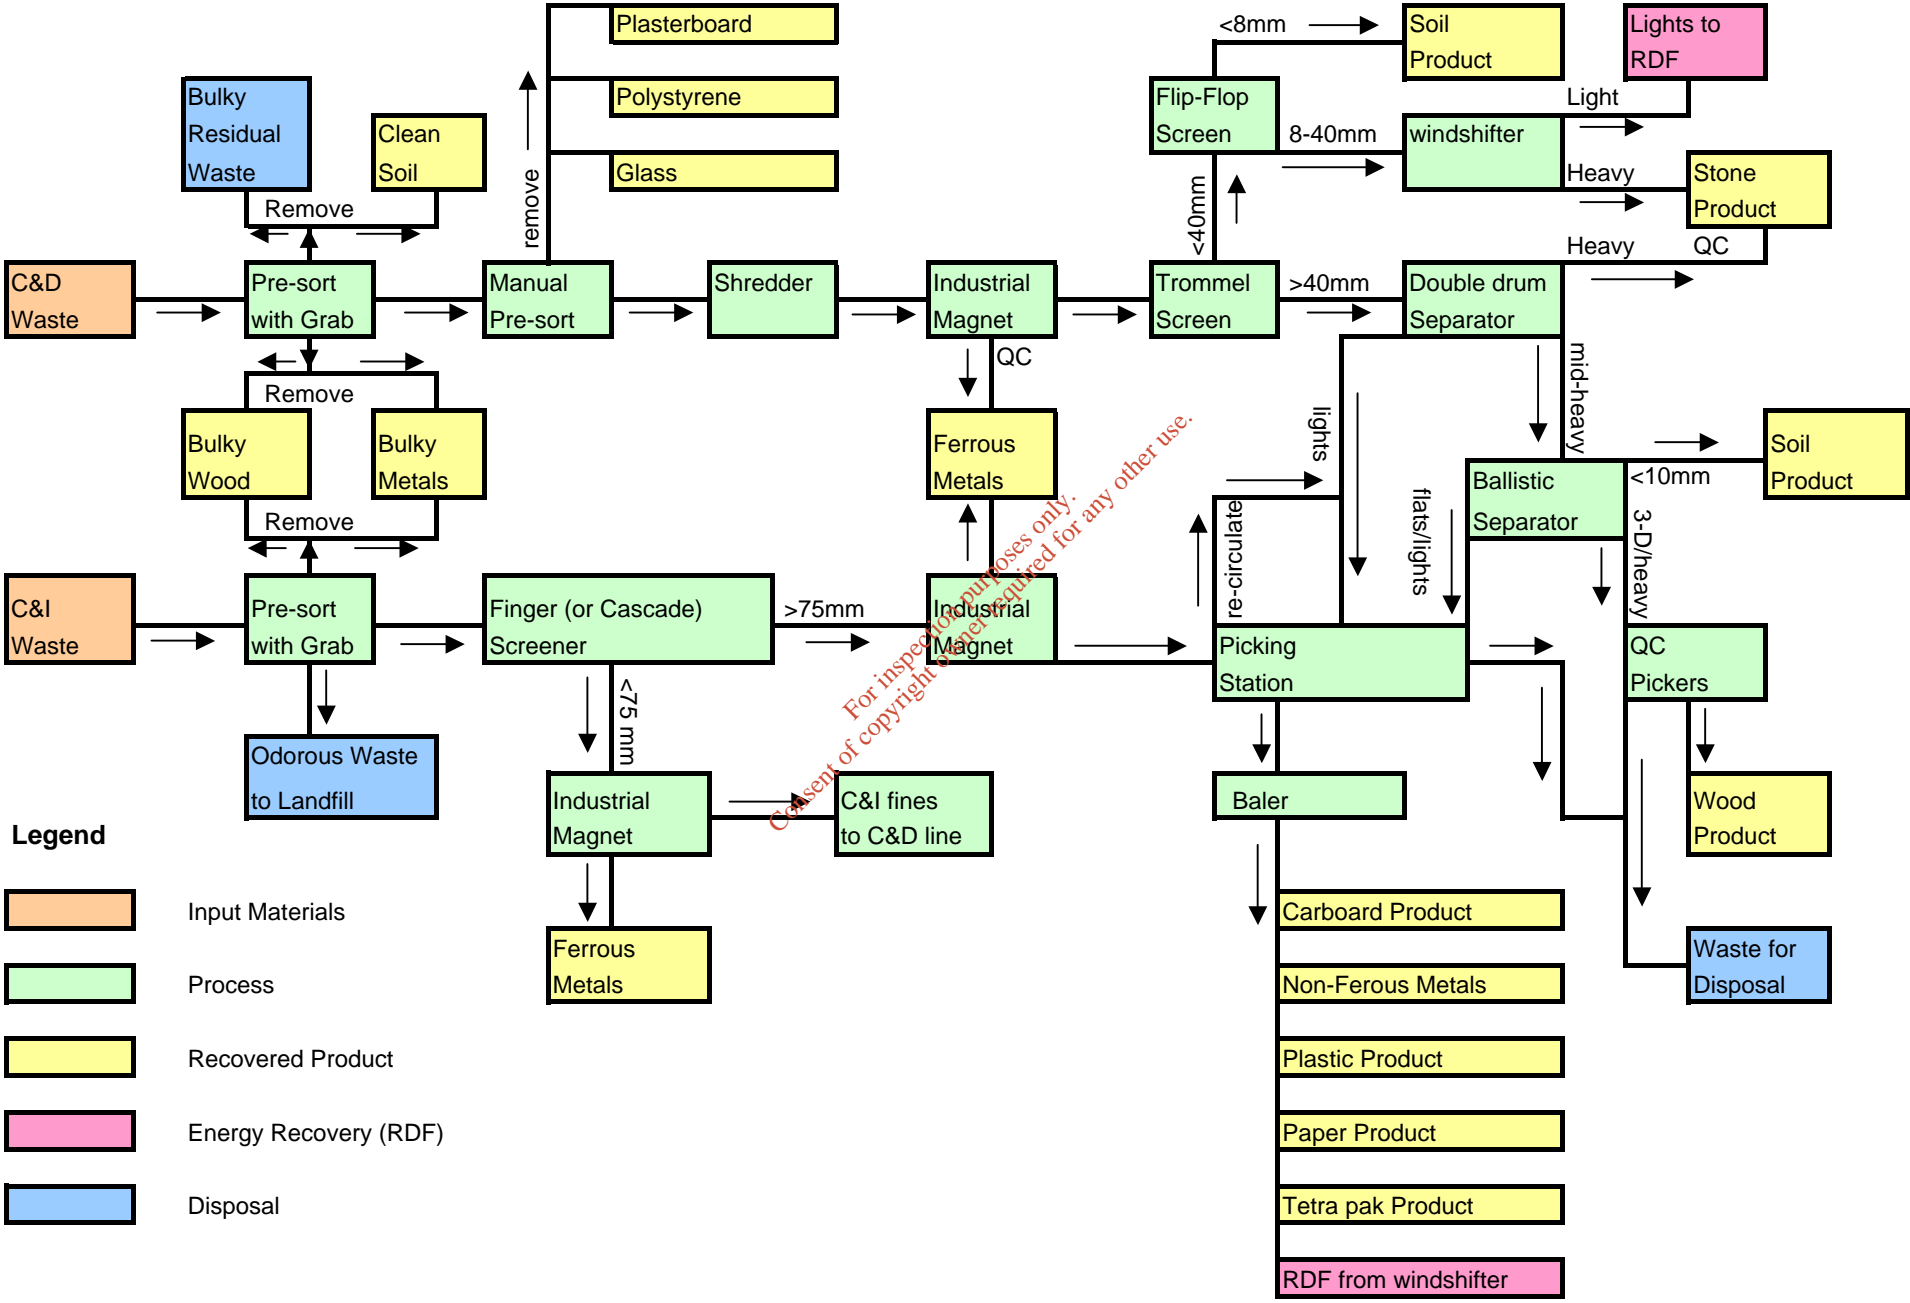 Plasterboard
<8mm
Soil
Product
Lights to
RDF
Bulky
Residual
Waste
Clean
Soil
Polystyrene
Flip-Flop
Screen
8-40mm
windshifter
Light
Heavy
Glass
Stone
Product
Remove
remove
<40mm
Heavy
QC
C&D
Waste
Pre-sort
with Grab
Manual
Pre-sort
Shredder
Industrial
Magnet
Trommel
Screen
>40mm
Double drum
Separator
Remove
QC
mid-heavy
Bulky
Wood
Bulky
Metals
Ferrous
Metals
lights
Ballistic
Separator
<10mm
Soil
Product
Remove
re-circulate
flats/lights
3-D/heavy
C&I
Waste
Pre-sort
with Grab
Finger (or Cascade)
Screener
>75mm
Industrial
Magnet
Picking
Station
QC
Pickers
For inspection purposes only.
Consent of copyright owner required for any other use.
<75 mm
Odorous Waste
to Landfill
Industrial
Magnet
C&I fines
to C&D line
Baler
Wood
Product
Legend
Input Materials
Process
Recovered Product
Energy Recovery (RDF)
Disposal
Ferrous
Metals
Carboard Product
Non-Ferous Metals
Plastic Product
Paper Product
Tetra pak Product
RDF from windshifter
Waste for
Disposal